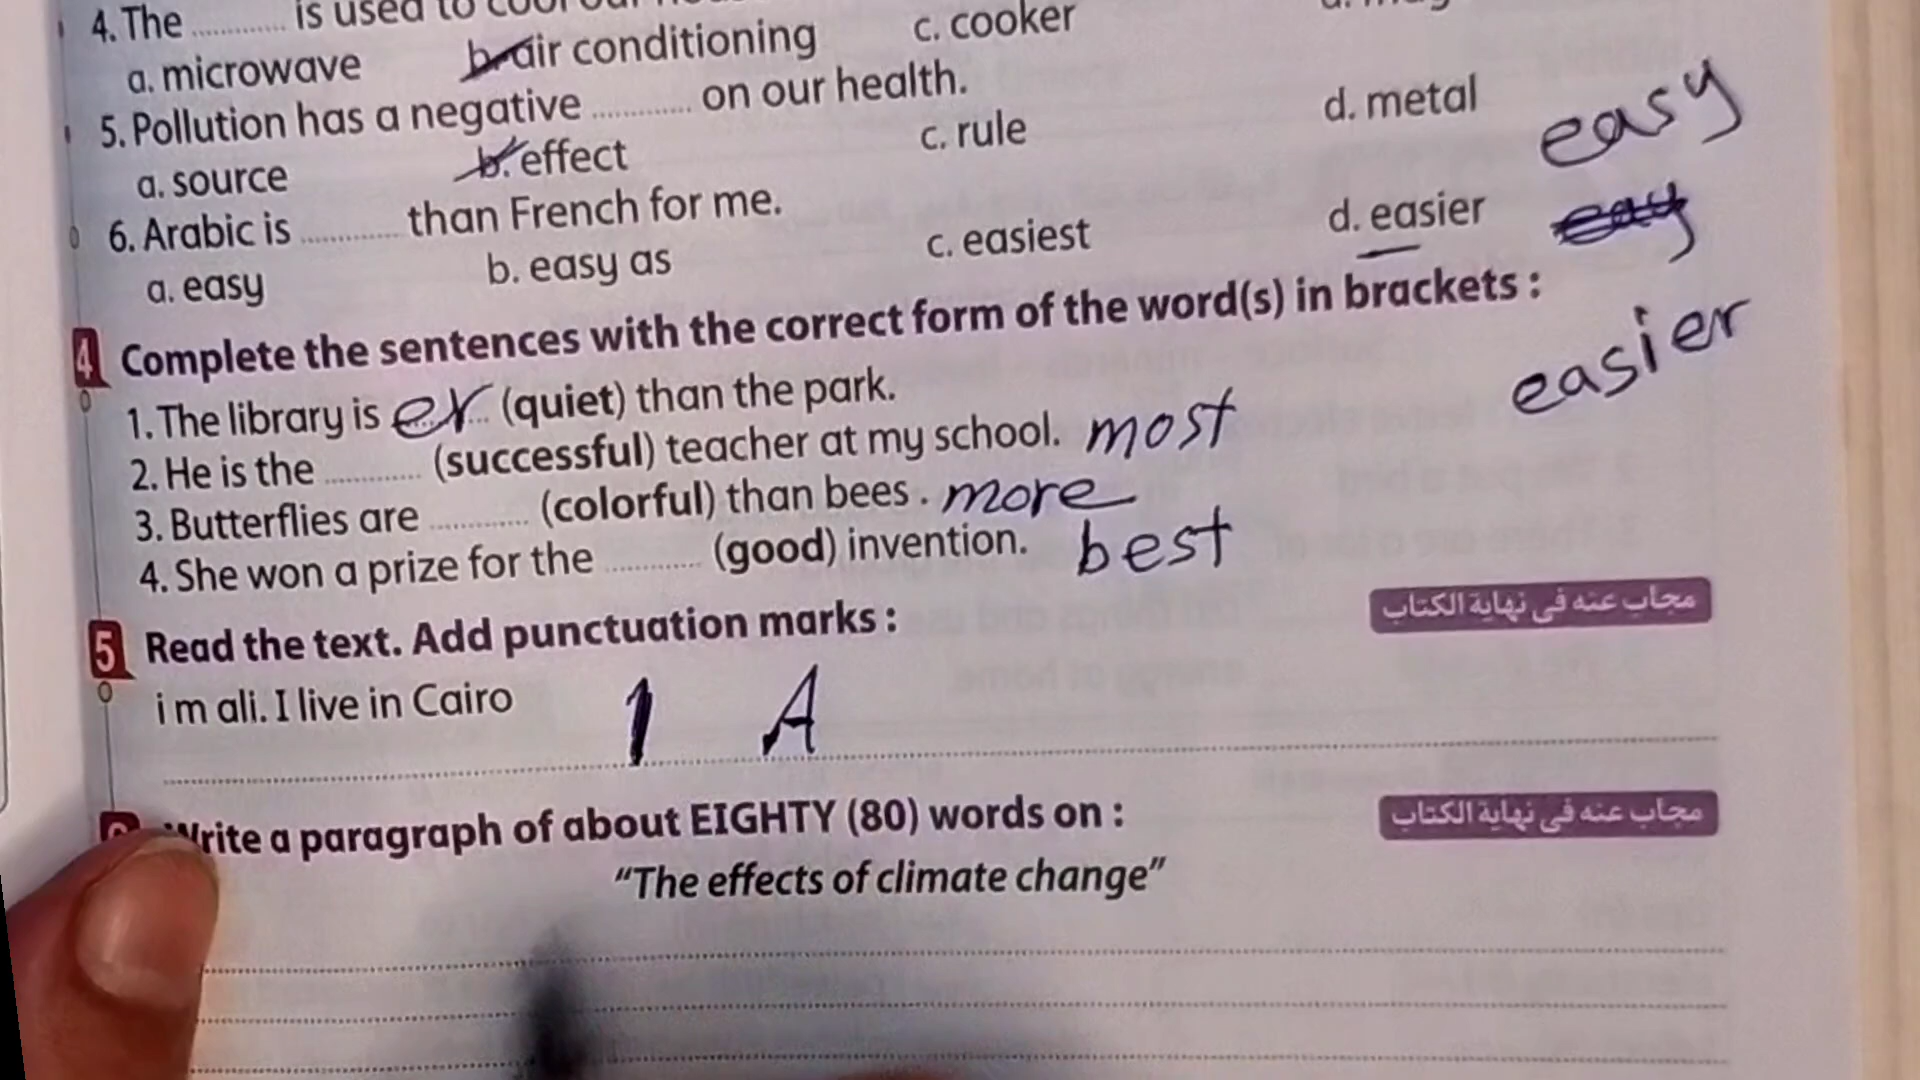 4. The ............ is used to cool our
a. microwave b. air conditioning c. cooker
5. Pollution has a negative ............ on our health.
a. source b. effect c. rule d. metal easy
6. Arabic is ............ than French for me.
a. easy b. easy as c. easiest d. easier eay
4 Complete the sentences with the correct form of the word(s) in brackets :
easier
1. The library is er (quiet) than the park.
2. He is the ............ (successful) teacher at my school. most
3. Butterflies are ............ (colorful) than bees . more
4. She won a prize for the ............ (good) invention. best
5 Read the text. Add punctuation marks : مجاب عنه فى نهاية الكتاب
i m ali. I live in Cairo I A
Write a paragraph of about EIGHTY (80) words on : مجاب عنه فى نهاية الكتاب
"The effects of climate change"